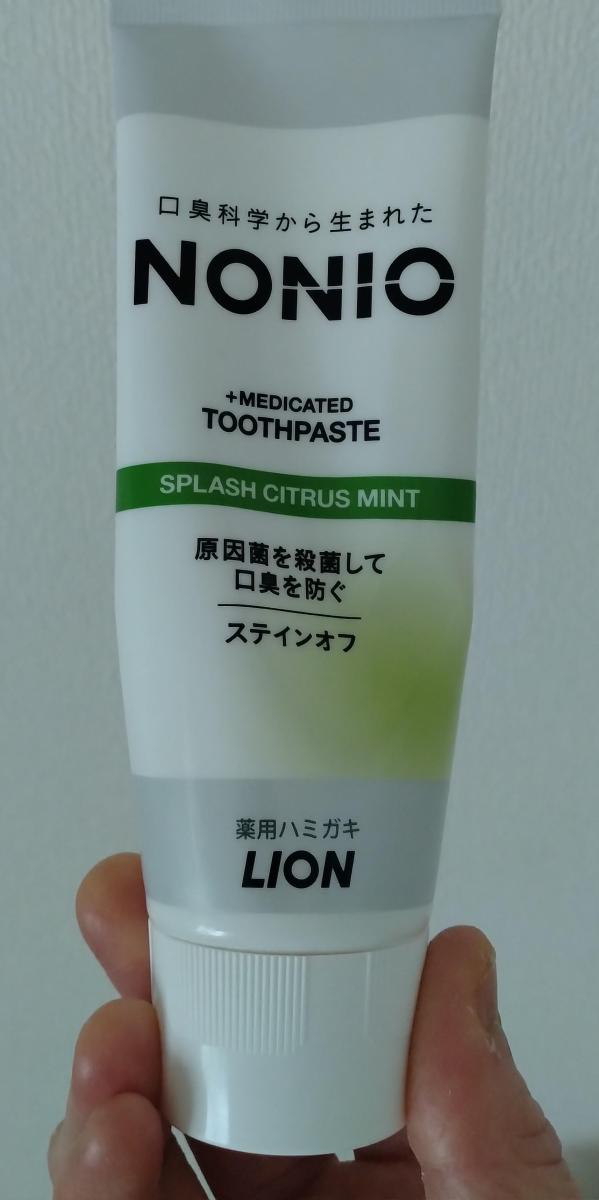 口臭科学から生まれた
NONIO
+MEDICATED
TOOTHPASTE
SPLASH CITRUS MINT
原因菌を殺菌して
口臭を防ぐ
ステインオフ
薬用ハミガキ
LION